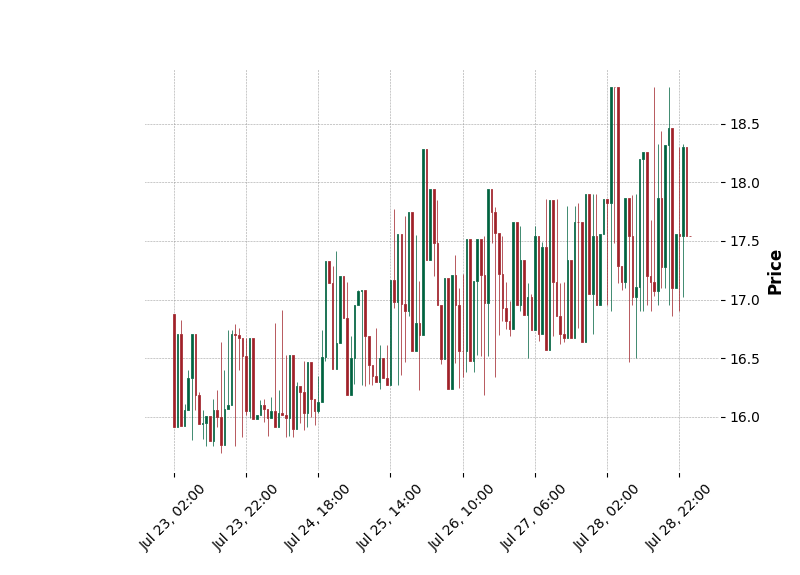 18.5
18.0
17.5
17.0
16.5
16.0
Price
Jul 23, 02:00
Jul 23, 22:00
Jul 24, 18:00
Jul 25, 14:00
Jul 26, 10:00
Jul 27, 06:00
Jul 28, 02:00
Jul 28, 22:00